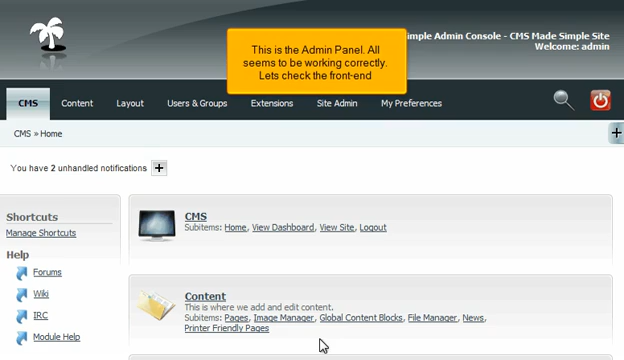 imple Admin Console - CMS Made Simple Site
Welcome: admin
This is the Admin Panel. All
seems to be working correctly.
Lets check the front-end
CMS Content Layout Users & Groups Extensions Site Admin My Preferences
CMS » Home
You have 2 unhandled notifications
Shortcuts
Manage Shortcuts
Help
Forums
Wiki
IRC
Module Help
CMS
Subitems: Home, View Dashboard, View Site, Logout
Content
This is where we add and edit content.
Subitems: Pages, Image Manager, Global Content Blocks, File Manager, News,
Printer Friendly Pages